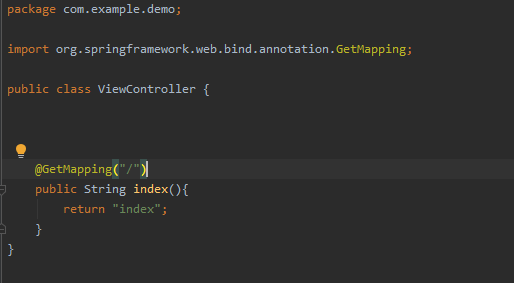 package com.example.demo;
import org.springframework.web.bind.annotation.GetMapping;
public class ViewController {
@GetMapping("/")
public String index(){
return "index";
}
}